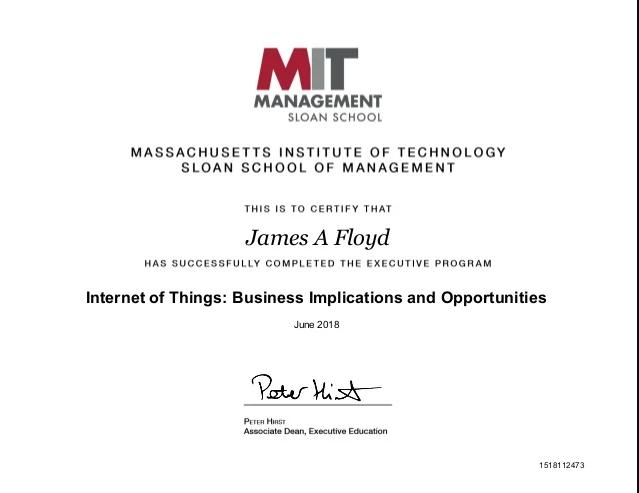 MIT
MANAGEMENT
SLOAN SCHOOL
MASSACHUSETTS INSTITUTE OF TECHNOLOGY
SLOAN SCHOOL OF MANAGEMENT
THIS IS TO CERTIFY THAT
James A Floyd
HAS SUCCESSFULLY COMPLETED THE EXECUTIVE PROGRAM
Internet of Things: Business Implications and Opportunities
June 2018
Peter Hirst
PETER HIRST
Associate Dean, Executive Education
1518112473